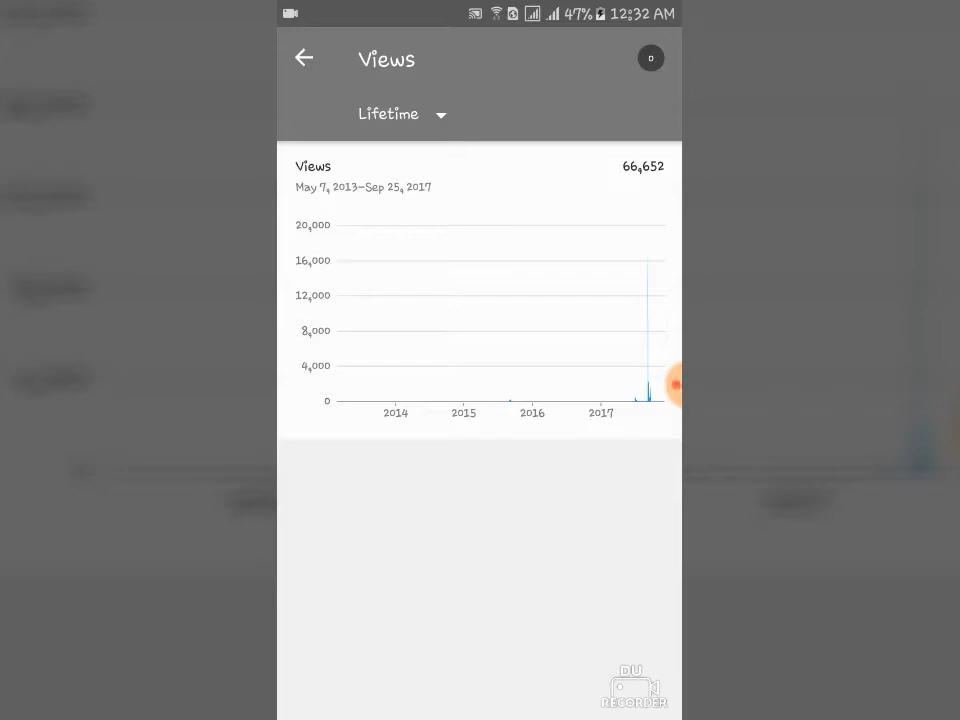 47% 12:32 AM
Views
D
Lifetime
Views 66,652
May 7, 2013–Sep 25, 2017
20,000
16,000
12,000
8,000
4,000
0
2014 2015 2016 2017
DU
RECORDER